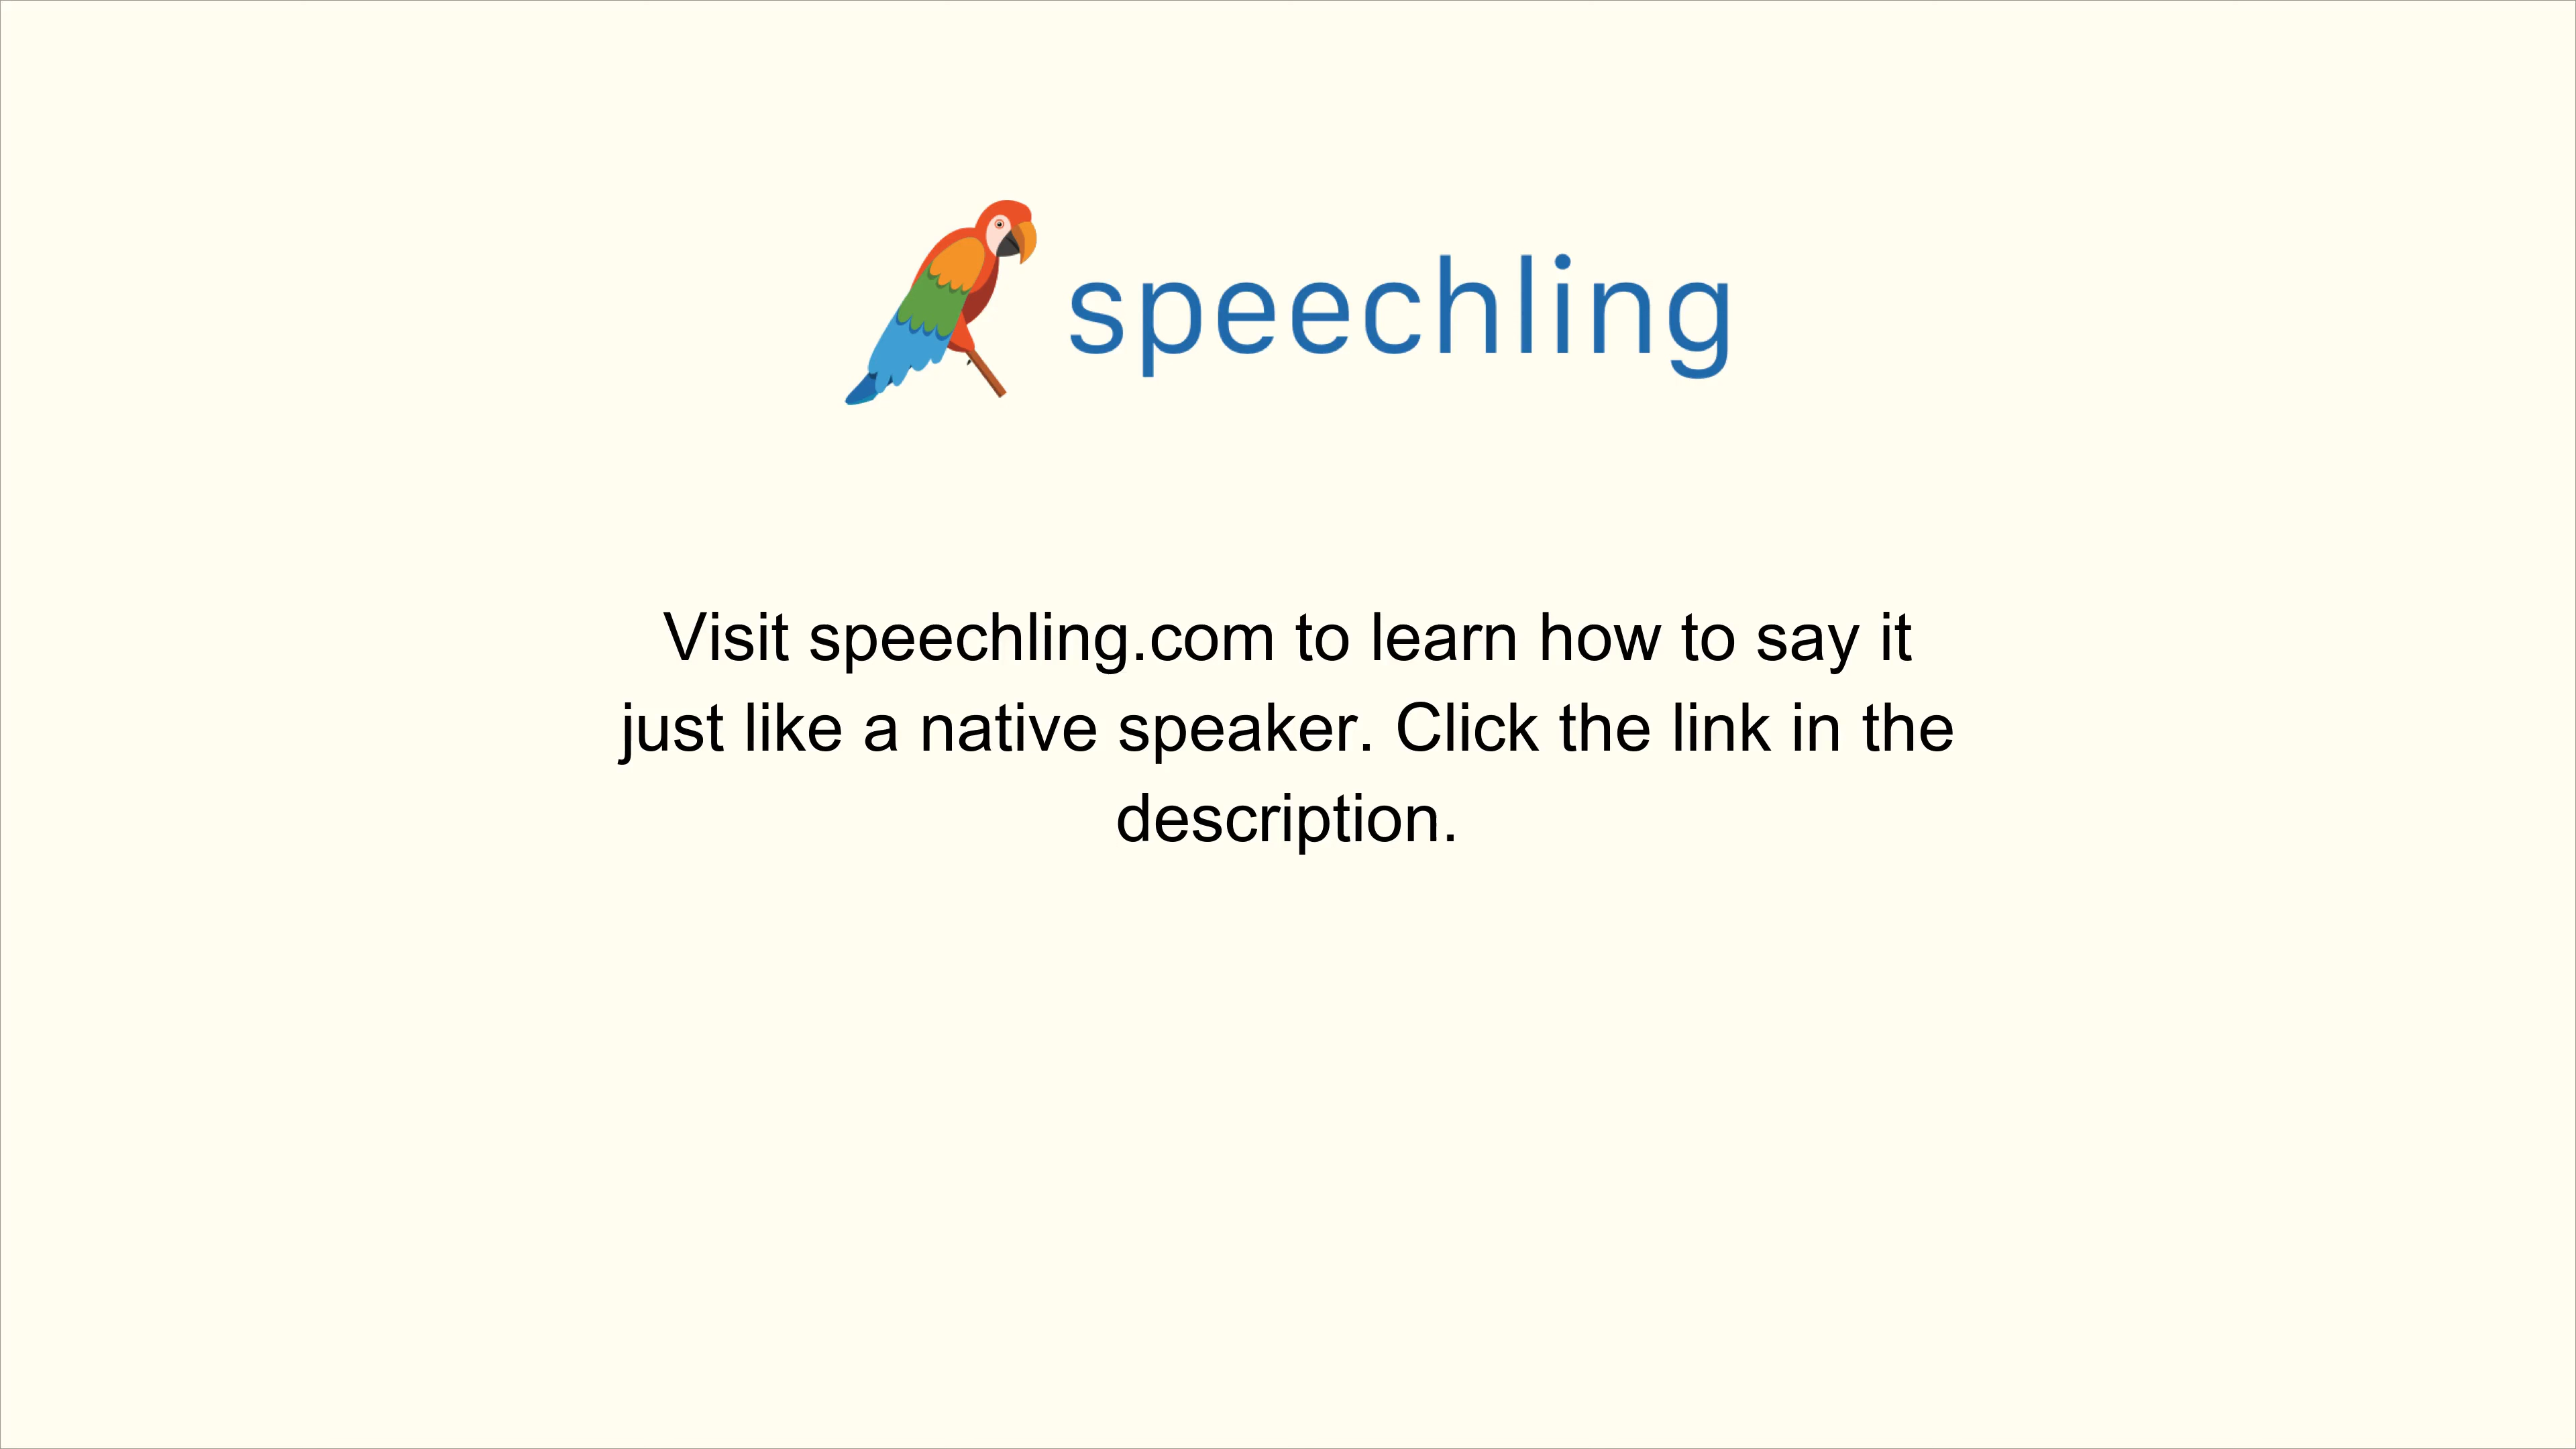 speechling
Visit speechling.com to learn how to say it
just like a native speaker. Click the link in the
description.